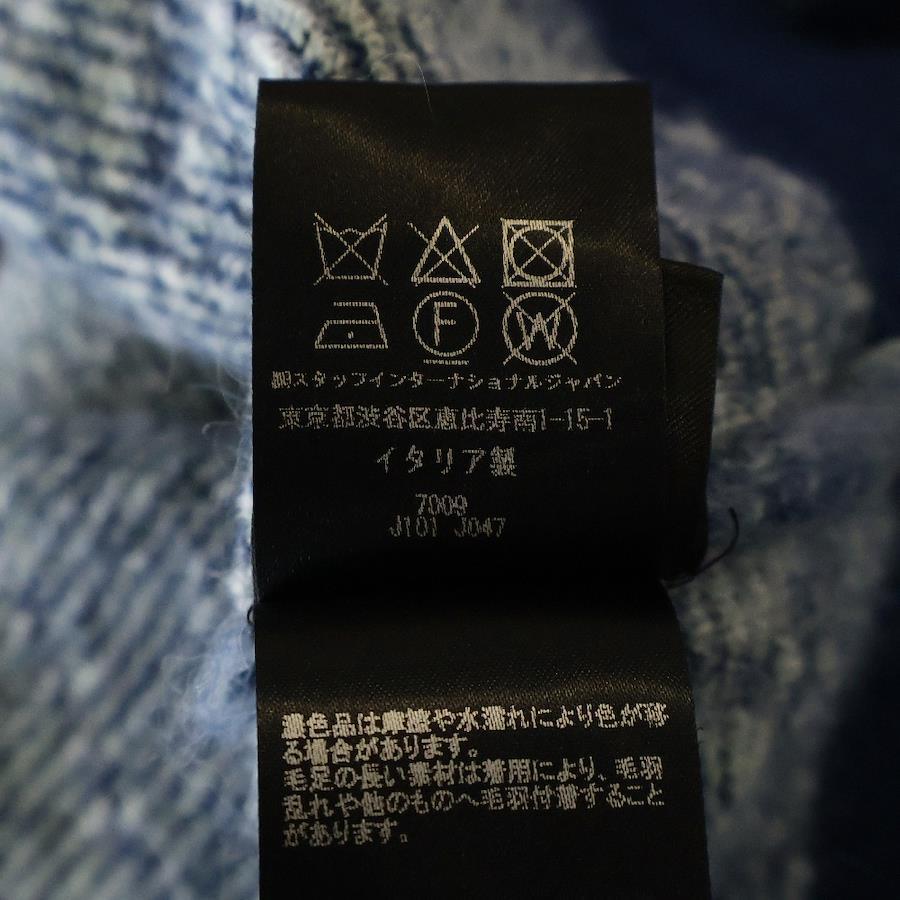 F W
㈱スタッフインターナショナルジャパン
東京都渋谷区恵比寿南1-15-1
イタリア製
7009
J101 J047
濃色品は摩擦や水濡れにより色が移
る場合があります。
毛足の長い素材は着用により、毛羽
乱れや他のものへ毛羽付着すること
があります。